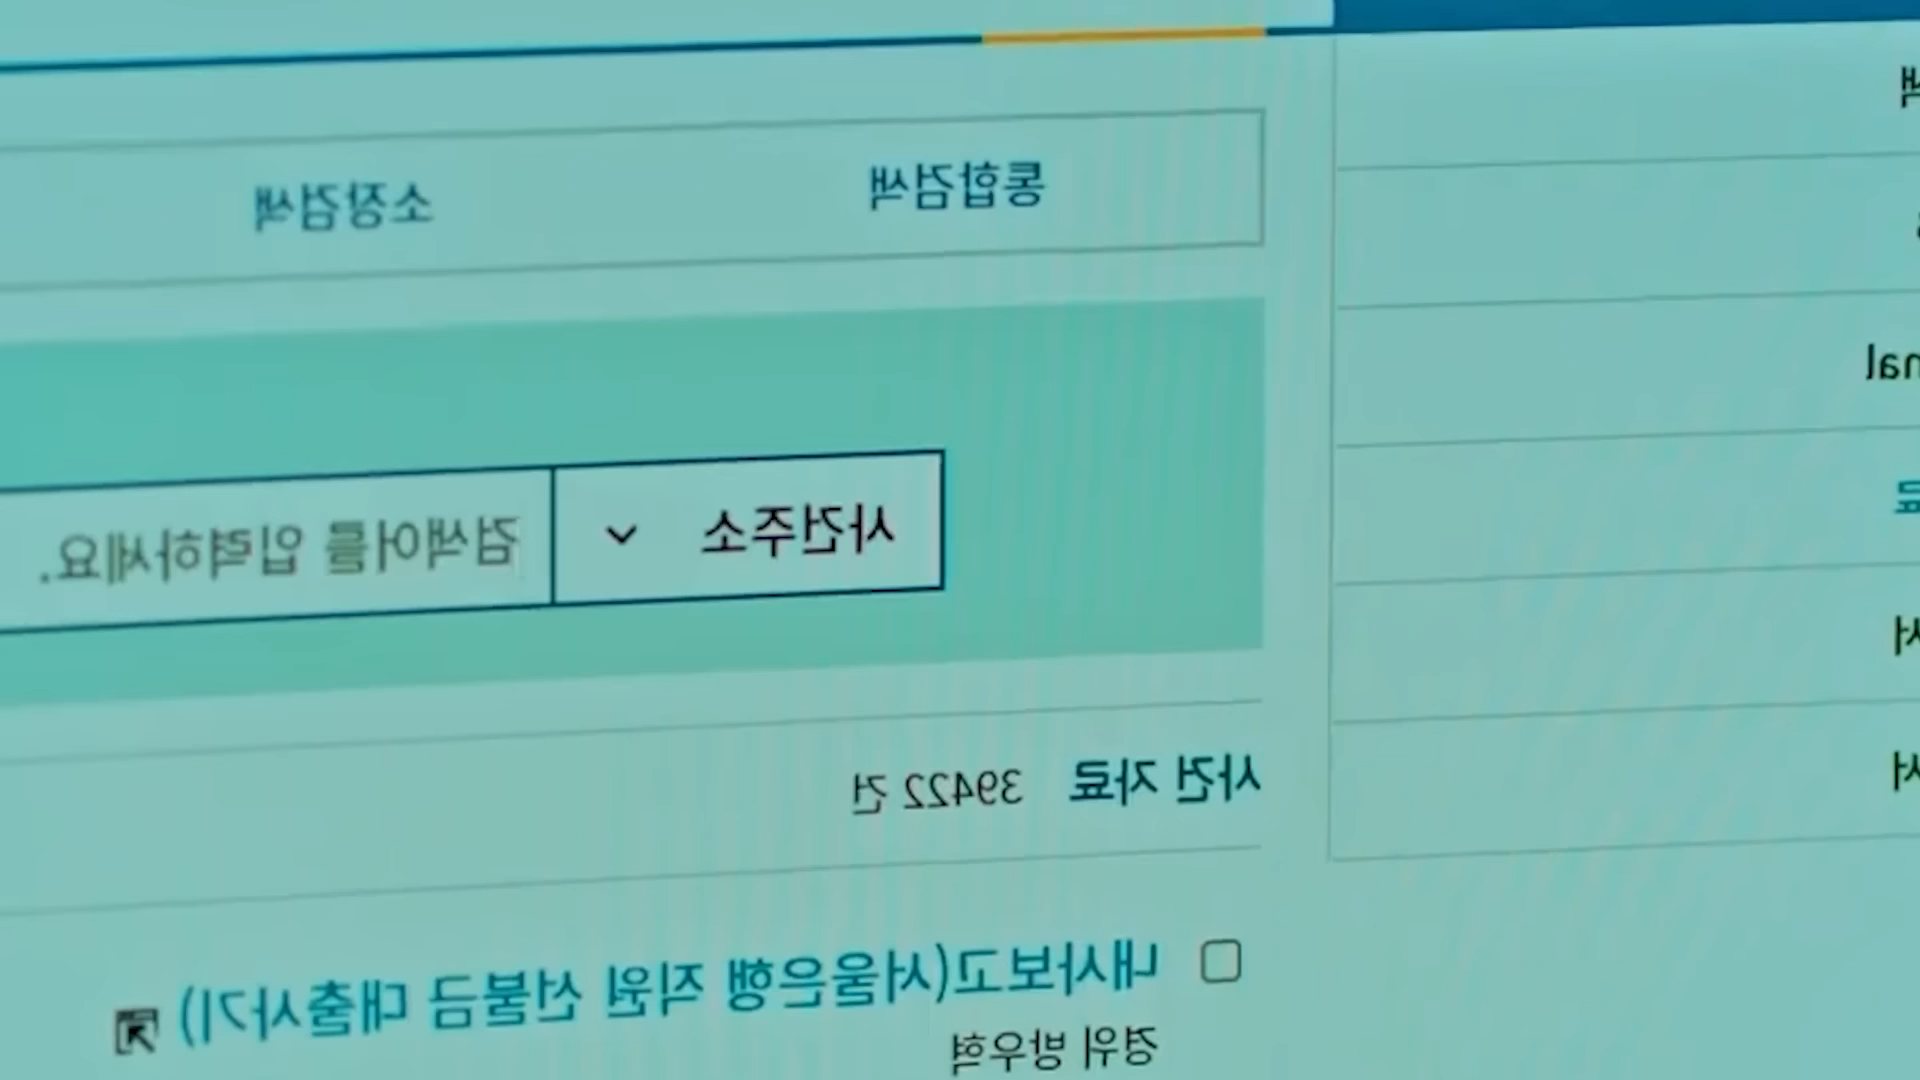 통합검색
소장검색
사건주소
검색어를 입력하세요.
사건 자료 39422 건
내사보고(서울은행 직원 선불금 대출사기)
경위 방우혁